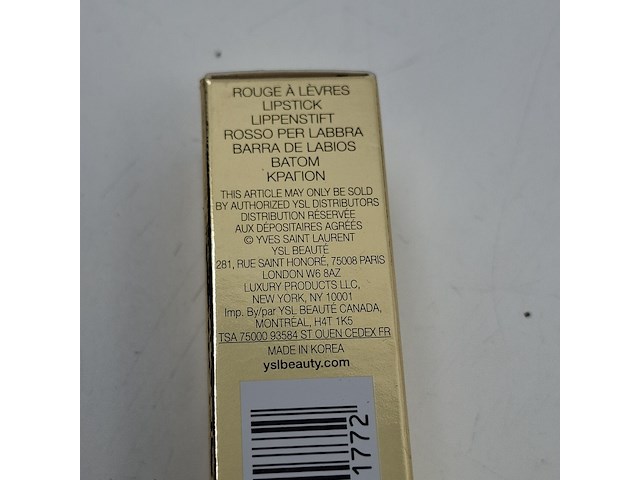 ROUGE À LÈVRES
LIPSTICK
LIPPENSTIFT
ROSSO PER LABBRA
BARRA DE LABIOS
BATOM
ΚΡΑΓΙΟΝ
THIS ARTICLE MAY ONLY BE SOLD
BY AUTHORIZED YSL DISTRIBUTORS
DISTRIBUTION RÉSERVÉE
AUX DÉPOSITAIRES AGRÉÉS
© YVES SAINT LAURENT
YSL BEAUTÉ
281, RUE SAINT HONORÉ, 75008 PARIS
LONDON W6 8AZ
LUXURY PRODUCTS LLC,
NEW YORK, NY 10001
Imp. By/par YSL BEAUTÉ CANADA,
MONTRÉAL, H4T 1K5
TSA 75000 93584 ST OUEN CEDEX FR
MADE IN KOREA
yslbeauty.com
1772